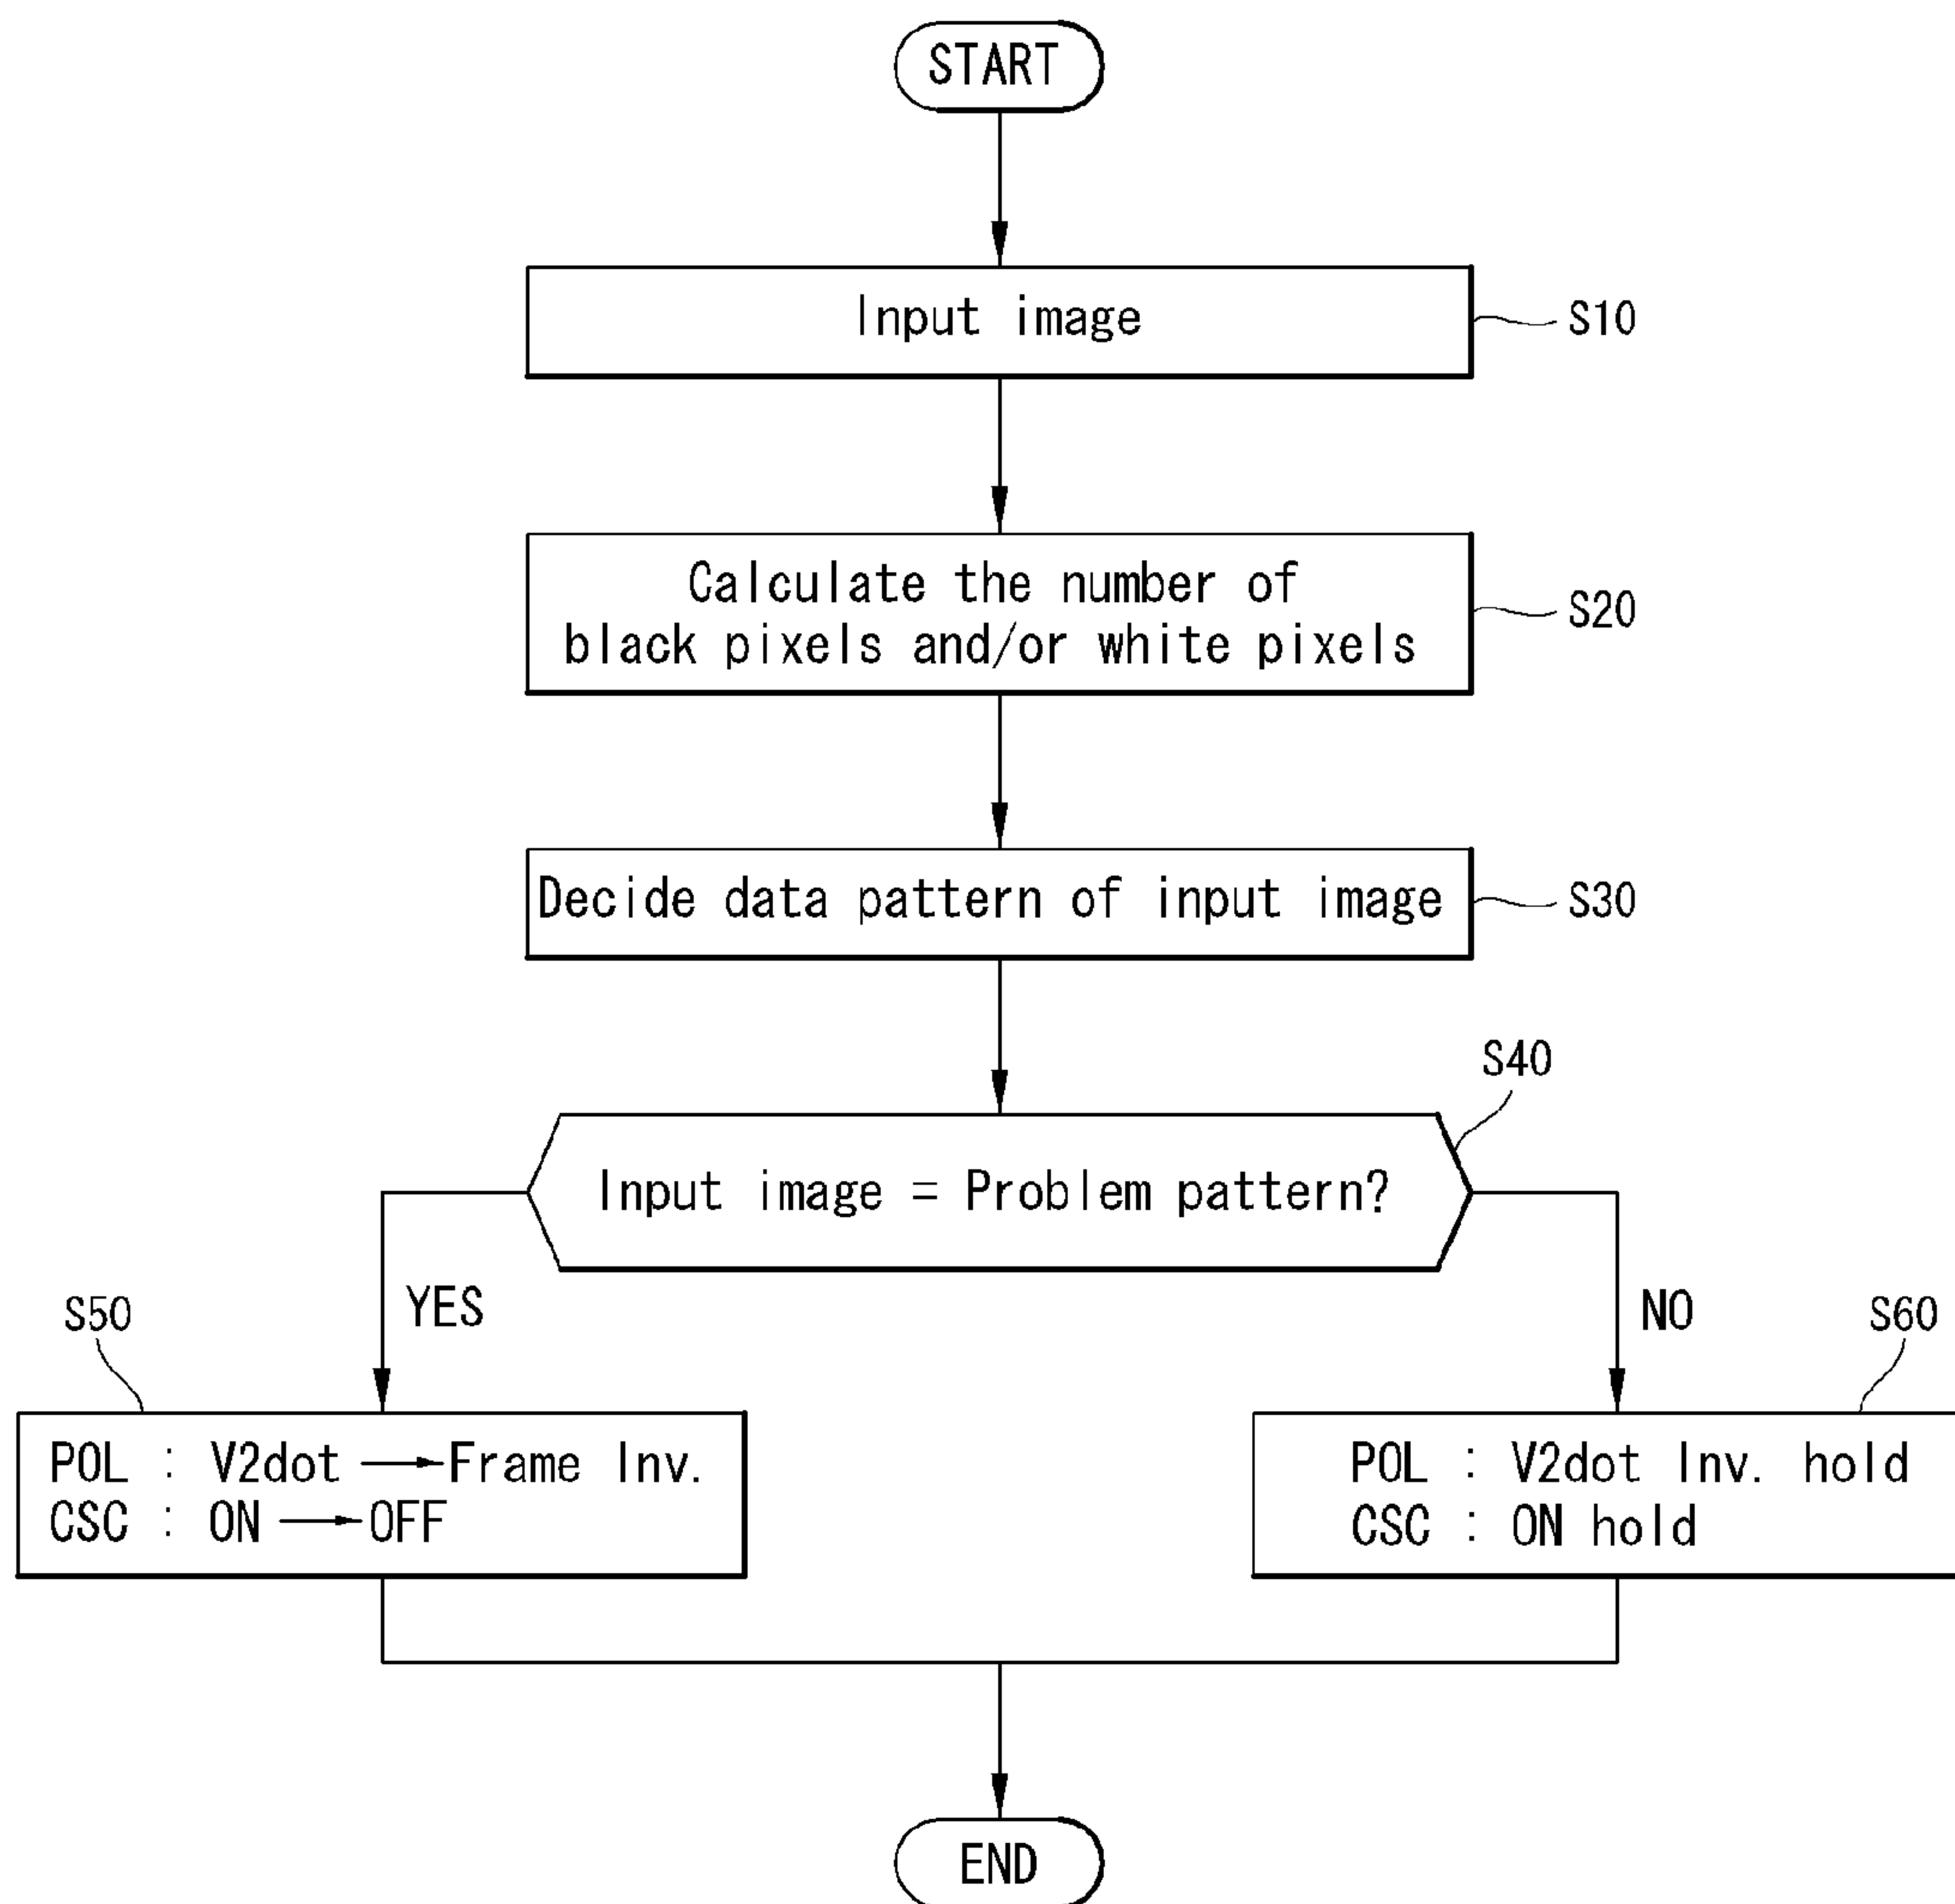 START
Input image
S10
Calculate the number of
black pixels and/or white pixels
S20
Decide data pattern of input image
S30
S40
Input image = Problem pattern?
YES
NO
S50
S60
POL : V2dot → Frame Inv.
CSC : ON → OFF
POL : V2dot Inv. hold
CSC : ON hold
END